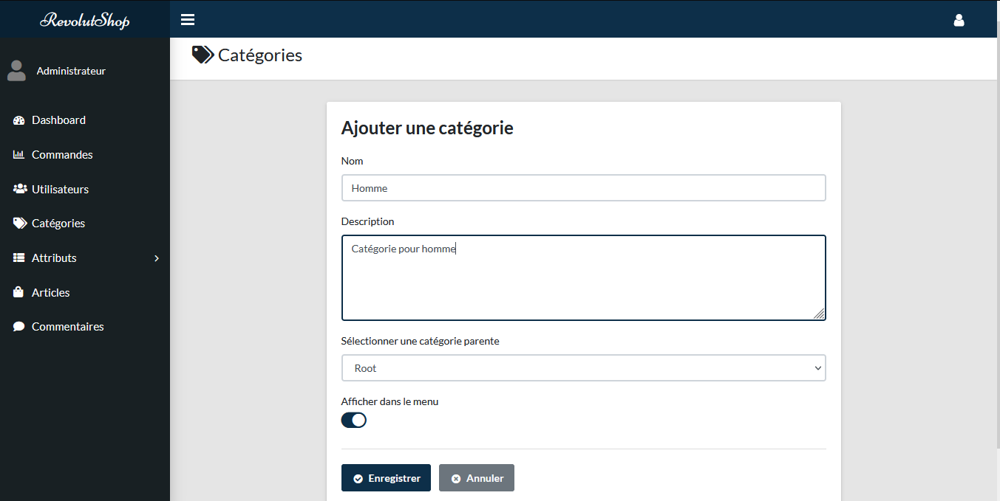 RevolutShop
Catégories
Administrateur
Dashboard
Commandes
Utilisateurs
Catégories
Attributs
Articles
Commentaires
Ajouter une catégorie
Nom
Homme
Description
Catégorie pour homme
Sélectionner une catégorie parente
Root
Afficher dans le menu
Enregistrer
Annuler